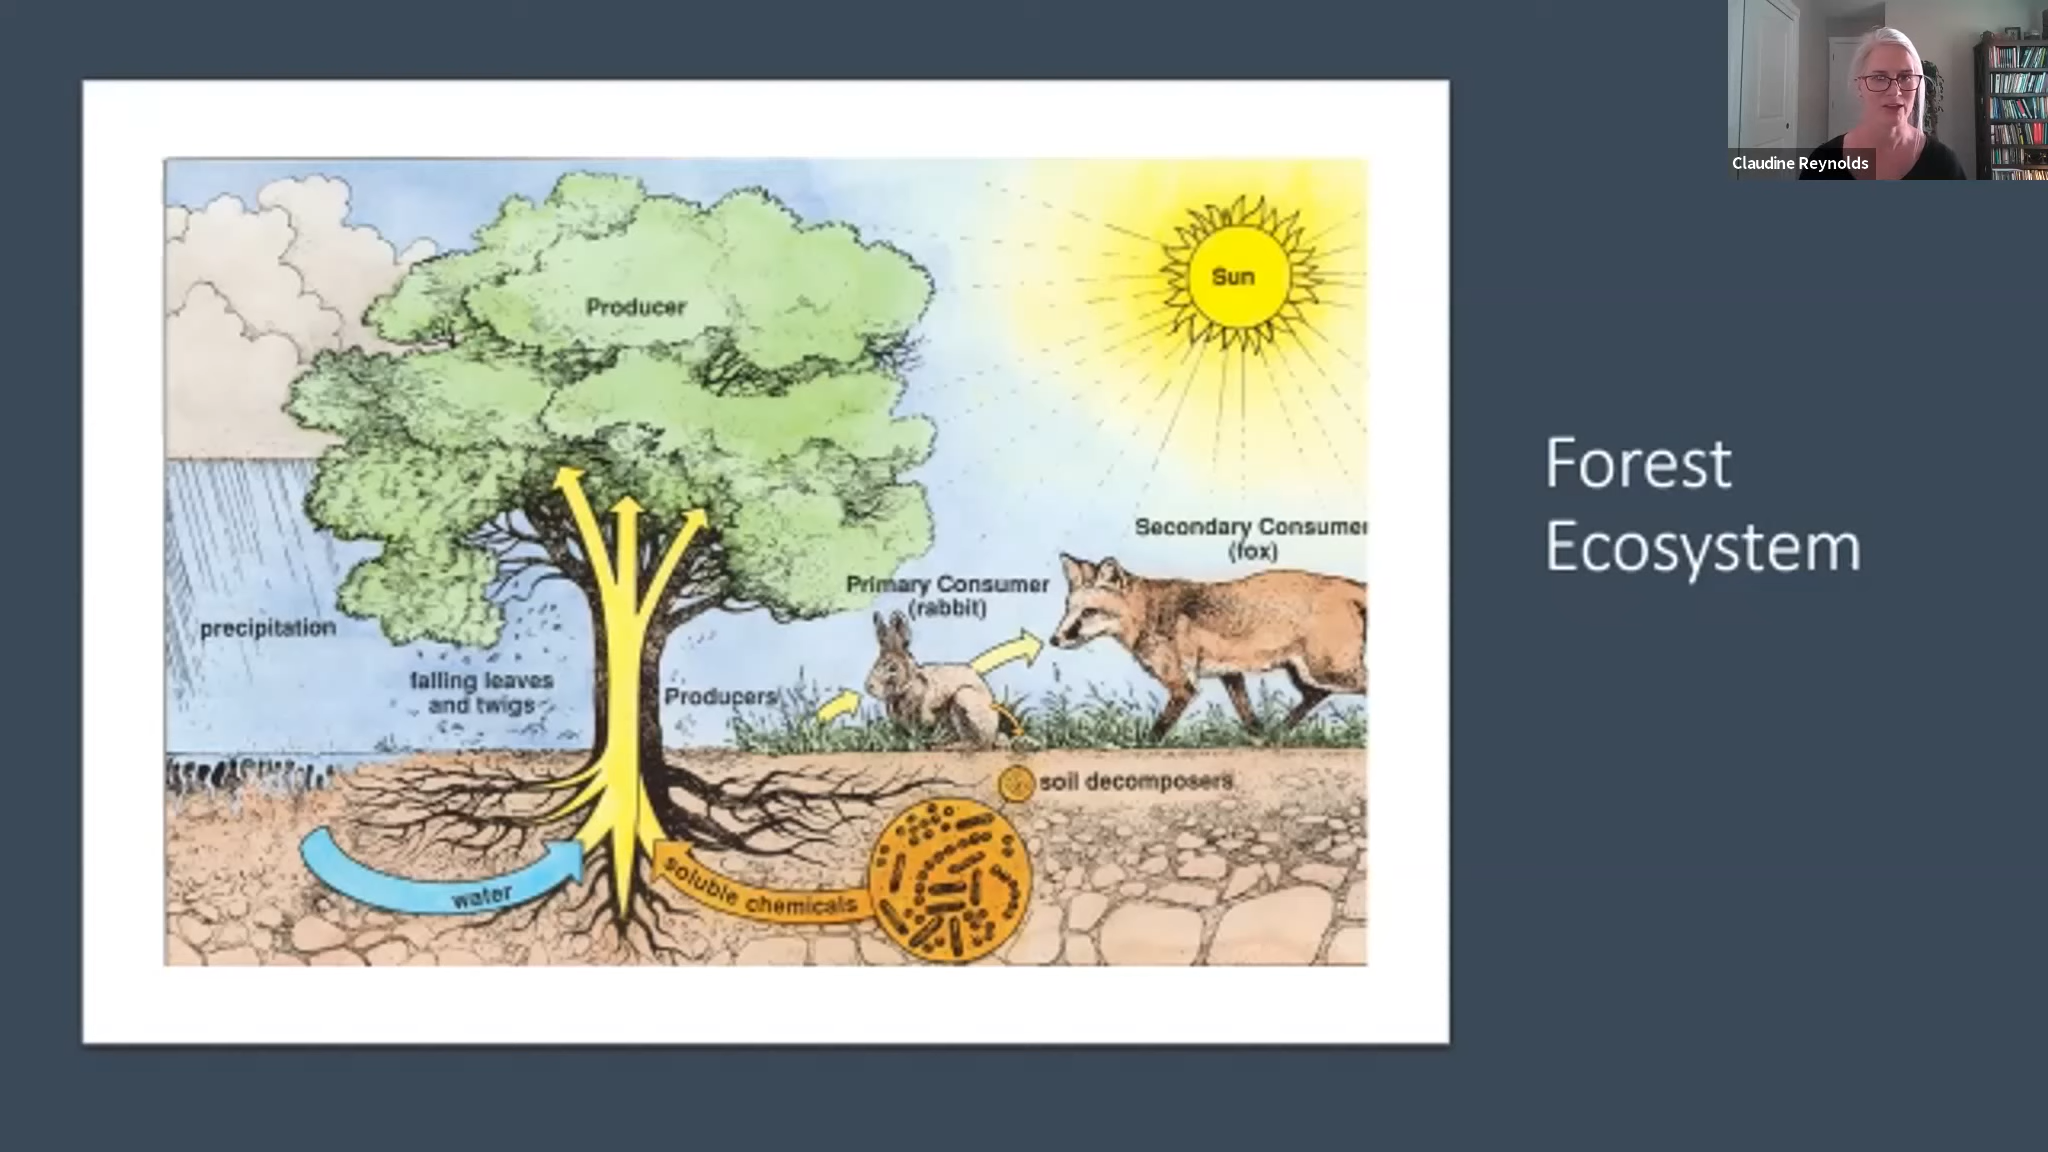 Claudine Reynolds
Forest
Ecosystem
Producer
Sun
Secondary Consumer
(fox)
Primary Consumer
(rabbit)
precipitation
falling leaves
and twigs
Producers
soil decomposers
water
soluble chemicals